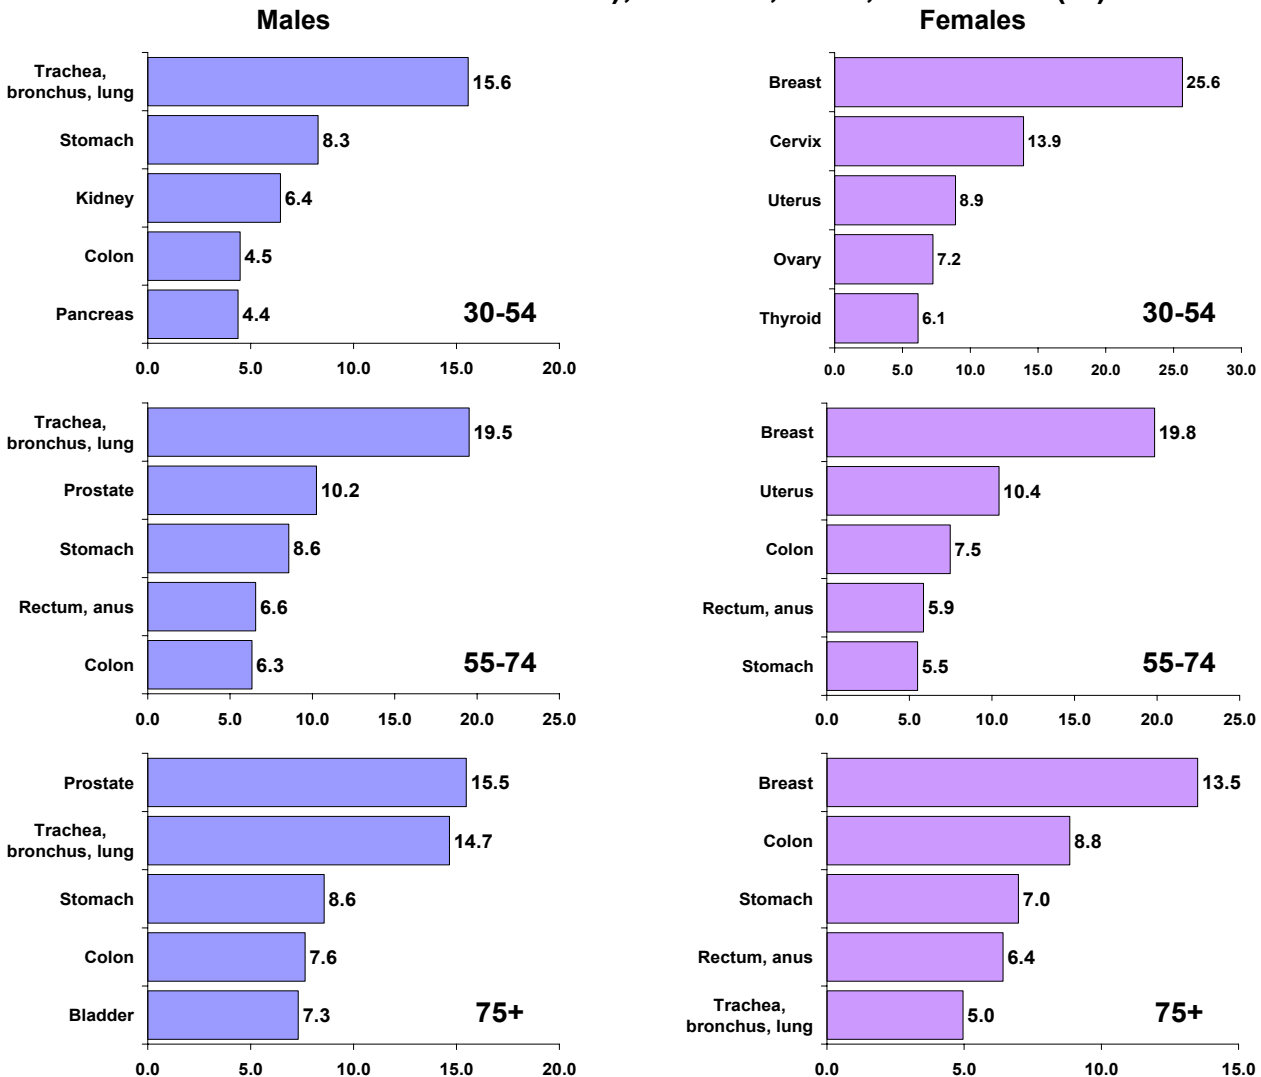 Males
Trachea,
bronchus, lung
15.6
Stomach
8.3
Kidney
6.4
Colon
4.5
Pancreas
4.4
30-54
0.0 5.0 10.0 15.0 20.0
Trachea,
bronchus, lung
19.5
Prostate
10.2
Stomach
8.6
Rectum, anus
6.6
Colon
6.3
55-74
0.0 5.0 10.0 15.0 20.0 25.0
Prostate
15.5
Trachea,
bronchus, lung
14.7
Stomach
8.6
Colon
7.6
Bladder
7.3
75+
0.0 5.0 10.0 15.0 20.0
Females
Breast
25.6
Cervix
13.9
Uterus
8.9
Ovary
7.2
Thyroid
6.1
30-54
0.0 5.0 10.0 15.0 20.0 25.0 30.0
Breast
19.8
Uterus
10.4
Colon
7.5
Rectum, anus
5.9
Stomach
5.5
55-74
0.0 5.0 10.0 15.0 20.0 25.0
Breast
13.5
Colon
8.8
Stomach
7.0
Rectum, anus
6.4
Trachea,
bronchus, lung
5.0
75+
0.0 5.0 10.0 15.0